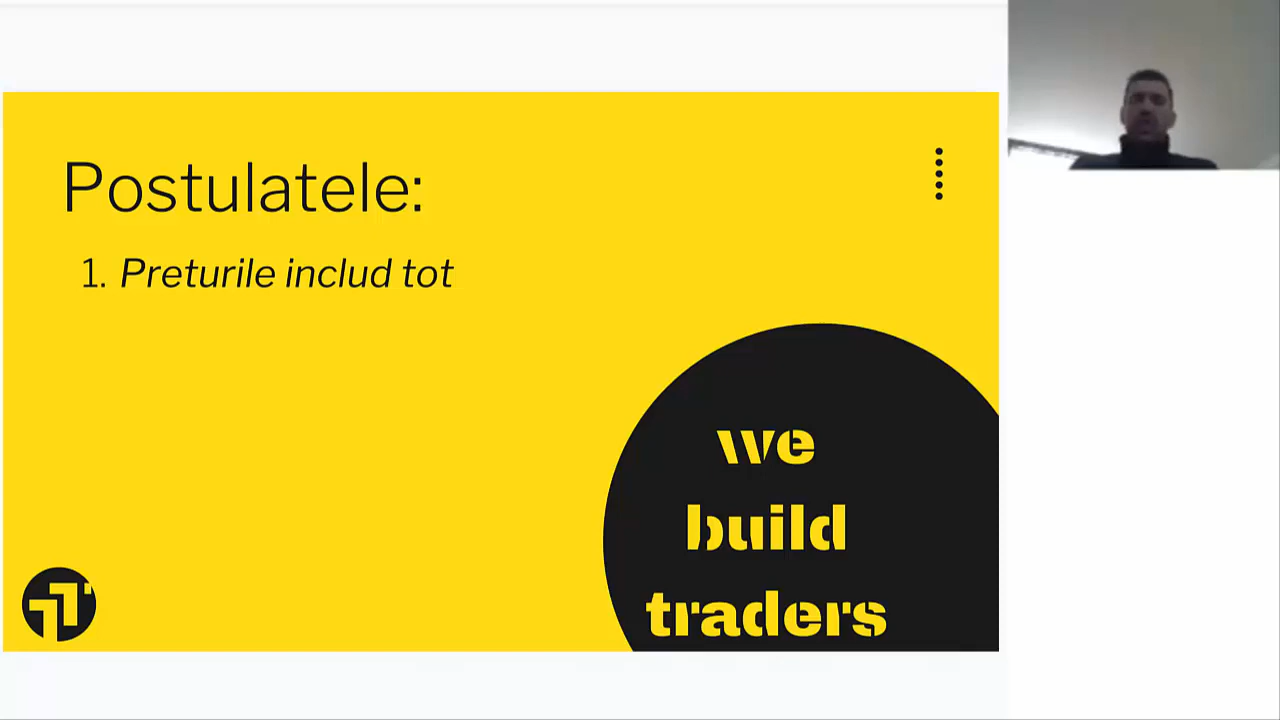 Postulatele:
1. Preturile includ tot
we
build
traders